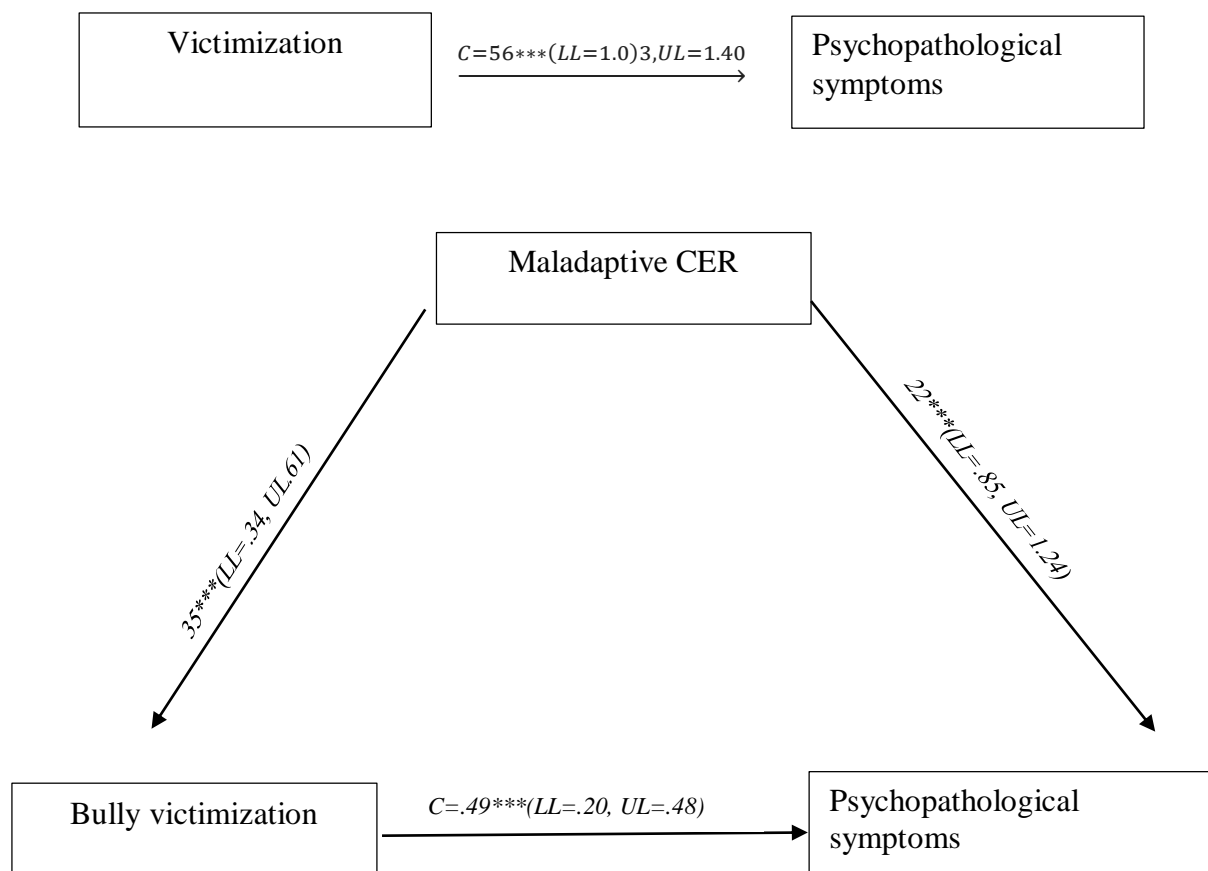 Victimization
C=56∗∗∗(LL=1.0)3,UL=1.40
Psychopathological
symptoms
Maladaptive CER
35***(LL=.34, UL.61)
22***(LL=.85, UL=1.24)
Bully victimization
C=.49***(LL=.20, UL=.48)
Psychopathological
symptoms